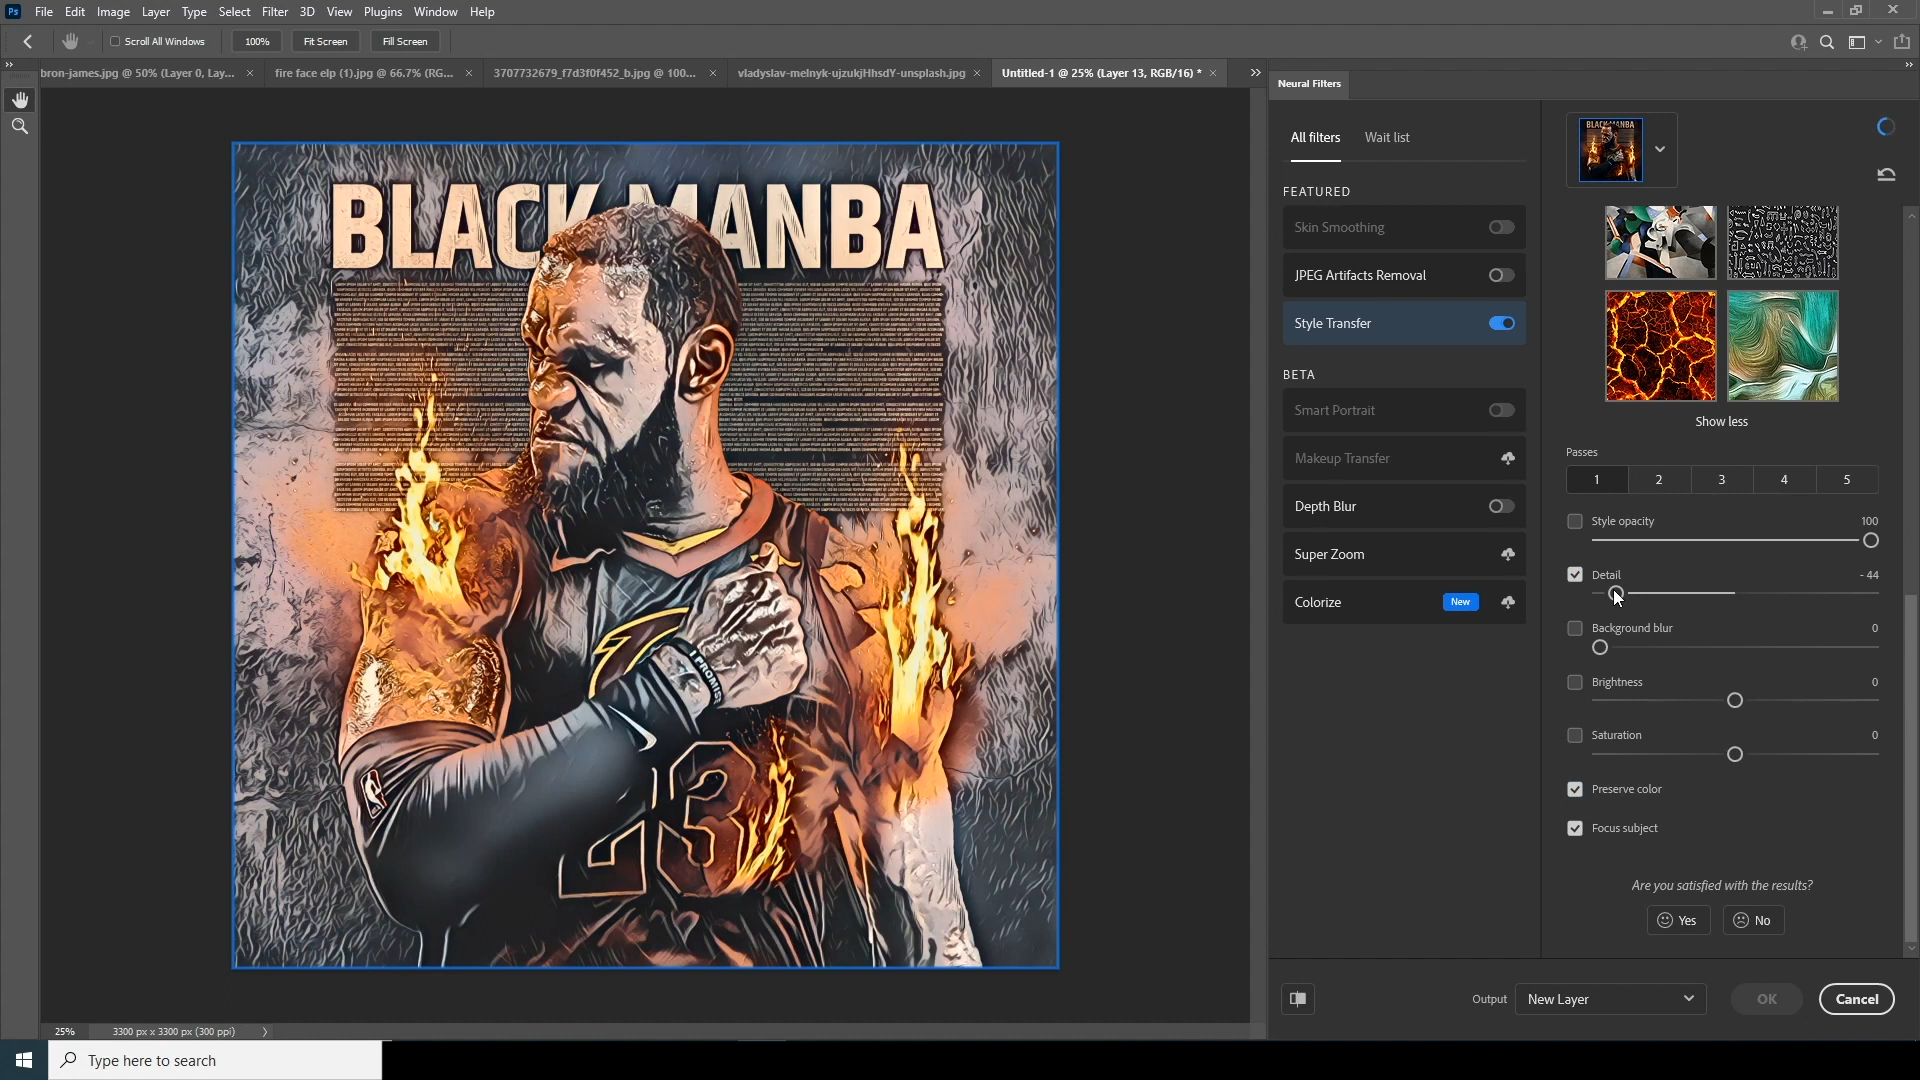 Ps File Edit Image Layer Type Select Filter 3D View Plugins Window Help
Scroll All Windows 100% Fit Screen Fill Screen
bron-james.jpg @ 50% (Layer 0, Lay... fire face elp (1).jpg @ 66.7% (RG... 3707732679_f7d3f0f452_b.jpg @ 100... vladyslav-melnyk-ujzukjHhsdY-unsplash.jpg Untitled-1 @ 25% (Layer 13, RGB/16) *
Neural Filters
All filters Wait list
FEATURED
Skin Smoothing
JPEG Artifacts Removal
Style Transfer
BETA
Smart Portrait
Makeup Transfer
Depth Blur
Super Zoom
Colorize New
BLACK MANBA
I PROMISE
23
BLACK MANBA
Show less
Passes
1 2 3 4 5
Style opacity 100
Detail - 44
Background blur 0
Brightness 0
Saturation 0
Preserve color
Focus subject
Are you satisfied with the results?
Yes No
Output New Layer OK Cancel
25% 3300 px x 3300 px (300 ppi)
Type here to search